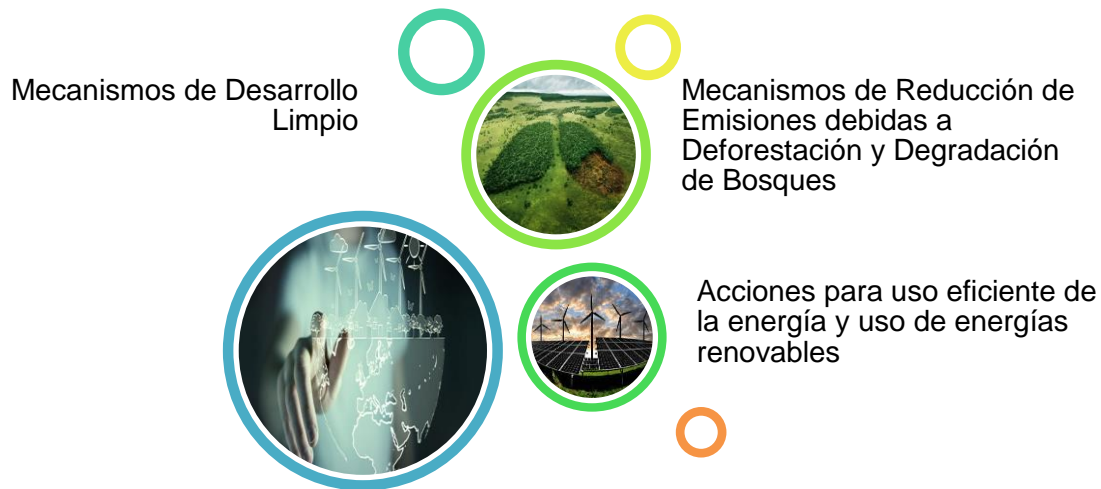 Mecanismos de Desarrollo
Limpio
Mecanismos de Reducción de
Emisiones debidas a
Deforestación y Degradación
de Bosques
Acciones para uso eficiente de
la energía y uso de energías
renovables